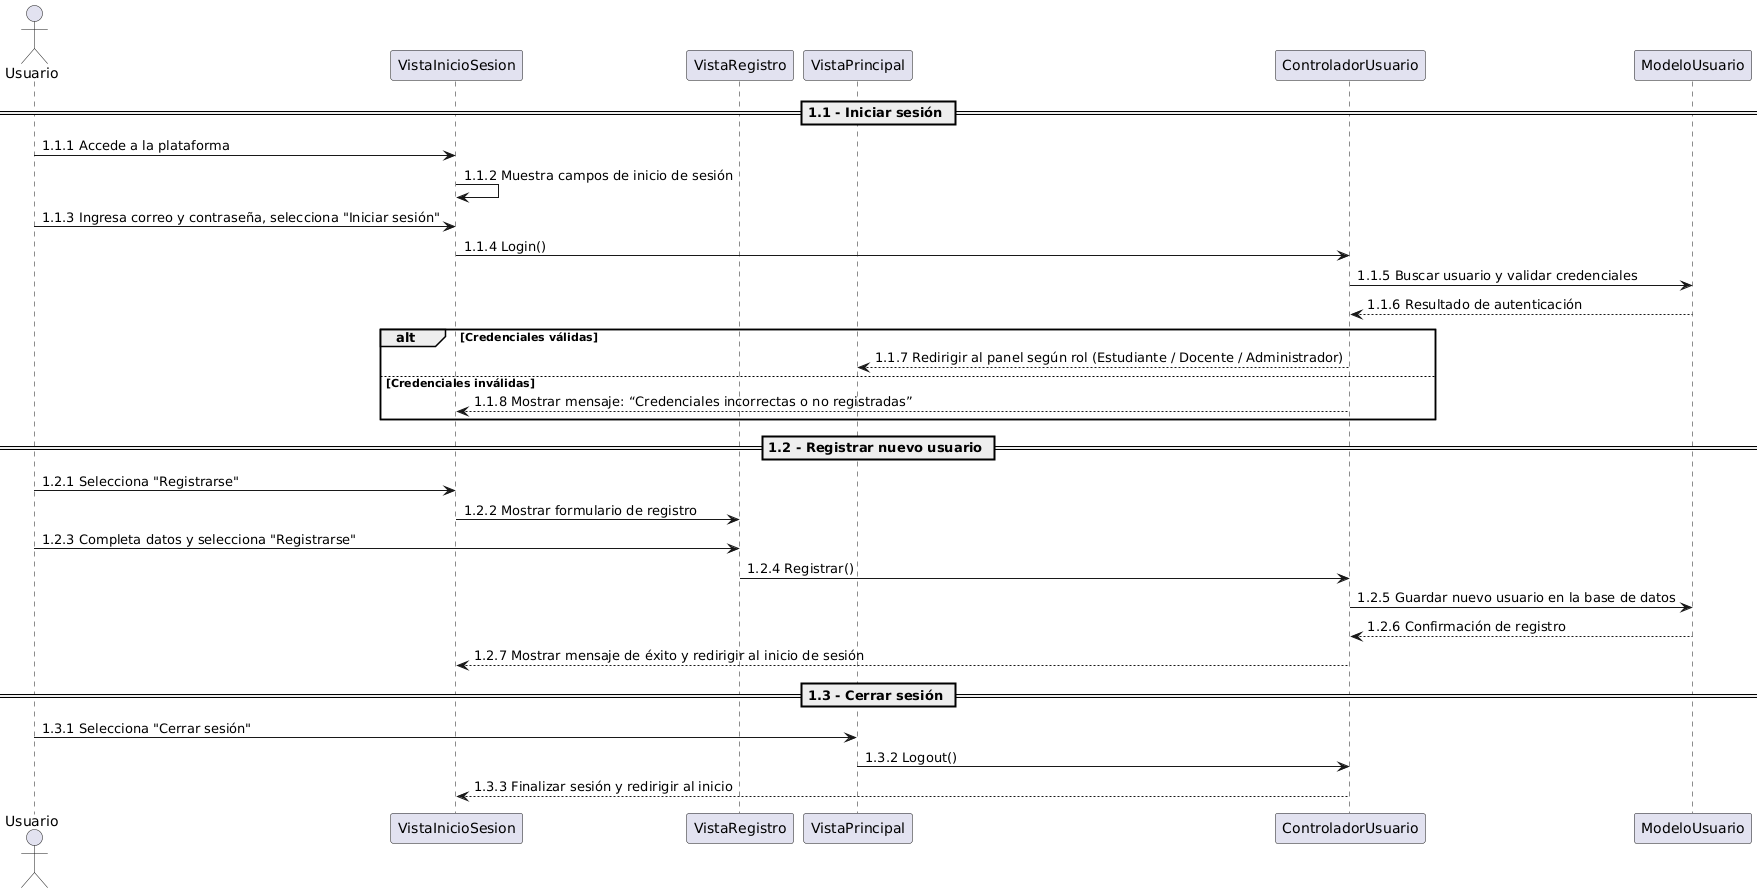 Usuario
VistaInicioSesion
VistaRegistro
VistaPrincipal
ControladorUsuario
ModeloUsuario
1.1 - Iniciar sesión
1.1.1 Accede a la plataforma
1.1.2 Muestra campos de inicio de sesión
1.1.3 Ingresa correo y contraseña, selecciona "Iniciar sesión"
1.1.4 Login()
1.1.5 Buscar usuario y validar credenciales
1.1.6 Resultado de autenticación
alt [Credenciales válidas]
1.1.7 Redirigir al panel según rol (Estudiante / Docente / Administrador)
[Credenciales inválidas]
1.1.8 Mostrar mensaje: “Credenciales incorrectas o no registradas”
1.2 - Registrar nuevo usuario
1.2.1 Selecciona "Registrarse"
1.2.2 Mostrar formulario de registro
1.2.3 Completa datos y selecciona "Registrarse"
1.2.4 Registrar()
1.2.5 Guardar nuevo usuario en la base de datos
1.2.6 Confirmación de registro
1.2.7 Mostrar mensaje de éxito y redirigir al inicio de sesión
1.3 - Cerrar sesión
1.3.1 Selecciona "Cerrar sesión"
1.3.2 Logout()
1.3.3 Finalizar sesión y redirigir al inicio
Usuario
VistaInicioSesion
VistaRegistro
VistaPrincipal
ControladorUsuario
ModeloUsuario